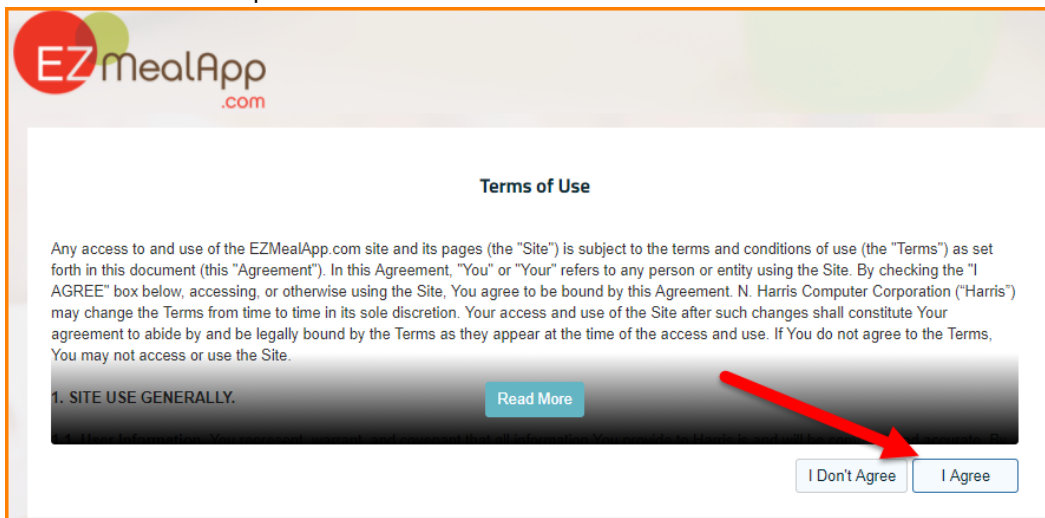 EZ MealApp
.com
Terms of Use
Any access to and use of the EZMealApp.com site and its pages (the "Site") is subject to the terms and conditions of use (the "Terms") as set
forth in this document (this "Agreement"). In this Agreement, "You" or "Your" refers to any person or entity using the Site. By checking the "I
AGREE" box below, accessing, or otherwise using the Site, You agree to be bound by this Agreement. N. Harris Computer Corporation (“Harris”)
may change the Terms from time to time in its sole discretion. Your access and use of the Site after such changes shall constitute Your
agreement to abide by and be legally bound by the Terms as they appear at the time of the access and use. If You do not agree to the Terms,
You may not access or use the Site.
1. SITE USE GENERALLY.
Read More
I Don't Agree
I Agree